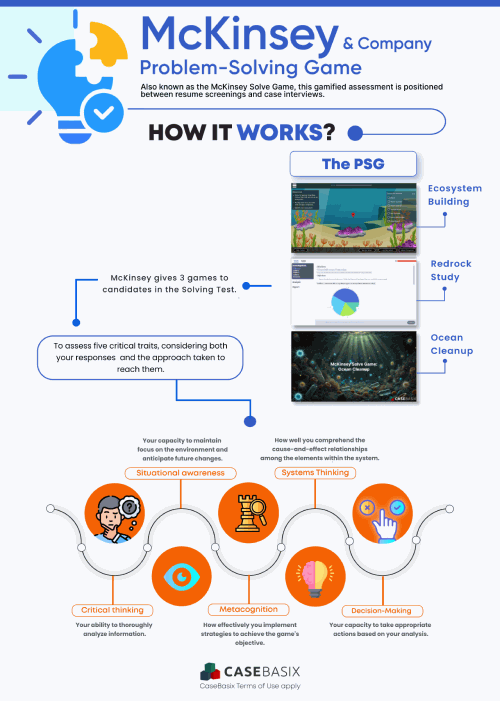 McKinsey & Company
Problem-Solving Game
Also known as the McKinsey Solve Game, this gamified assessment is positioned
between resume screenings and case interviews.
HOW IT WORKS?
The PSG
Ecosystem
Building
McKinsey gives 3 games to
candidates in the Solving Test.
Redrock
Study
To assess five critical traits, considering both
your responses and the approach taken to
reach them.
McKinsey Solve Game:
Ocean Cleanup
CASEBASIX
Ocean
Cleanup
Your capacity to maintain
focus on the environment and
anticipate future changes.
Situational awareness
How well you comprehend the
cause-and-effect relationships
among the elements within the system.
Systems Thinking
Critical thinking
Your ability to thoroughly
analyze information.
Metacognition
How effectively you implement
strategies to achieve the game's
objective.
Decision-Making
Your capacity to take appropriate
actions based on your analysis.
CASEBASIX
CaseBasix Terms of Use apply